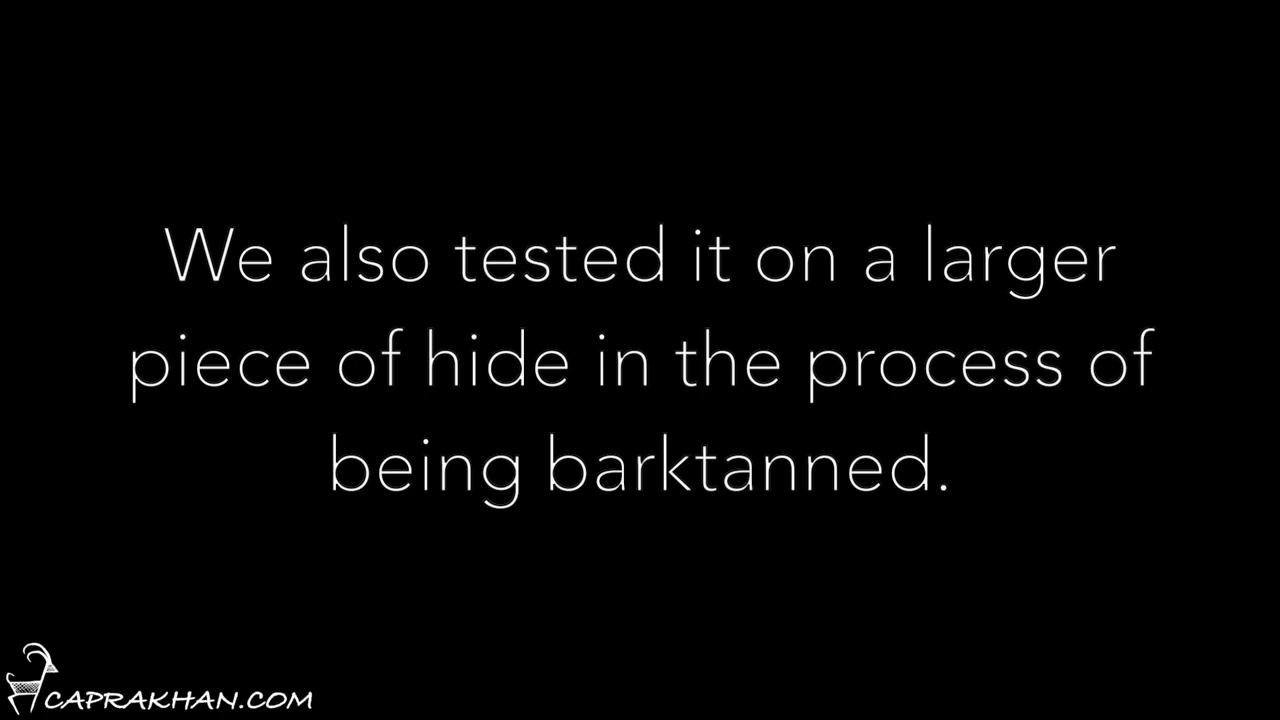 We also tested it on a larger
piece of hide in the process of
being barktanned.
CAPRAKHAN.COM